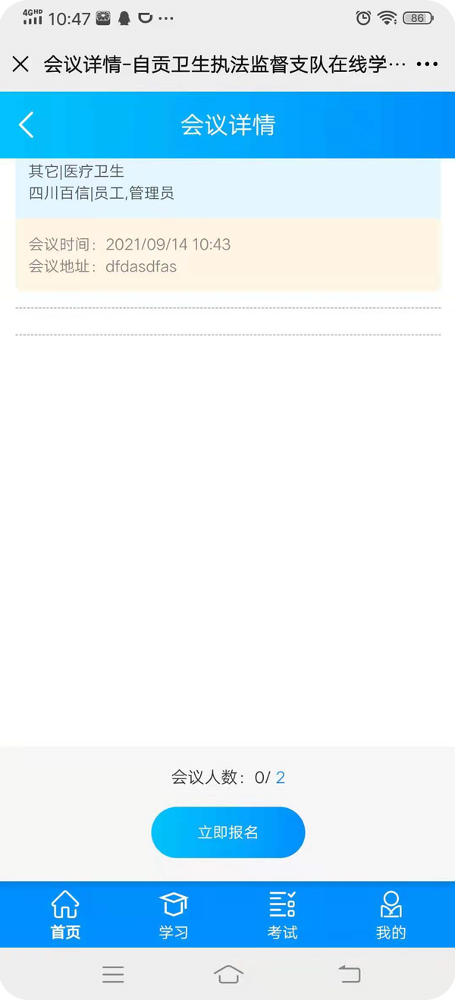 4GHD 10:47 86
会议详情-自贡卫生执法监督支队在线学…
会议详情
其它|医疗卫生
四川百信|员工,管理员
会议时间：2021/09/14 10:43
会议地址：dfdasdfas
会议人数：0/ 2
立即报名
首页 学习 考试 我的